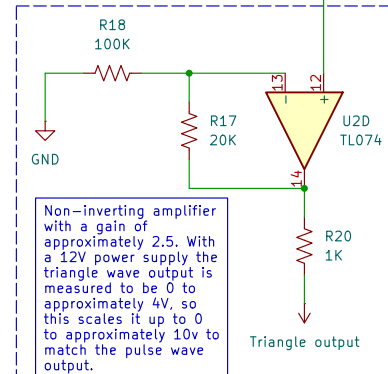 R18
100K
13
12
R17
20K
U2D
TL074
-
+
GND
14
Non-inverting amplifier
with a gain of
approximately 2.5. With
a 12V power supply the
triangle wave output is
measured to be 0 to
approximately 4V, so
this scales it up to 0
to approximately 10v to
match the pulse wave
output.
R20
1K
Triangle output